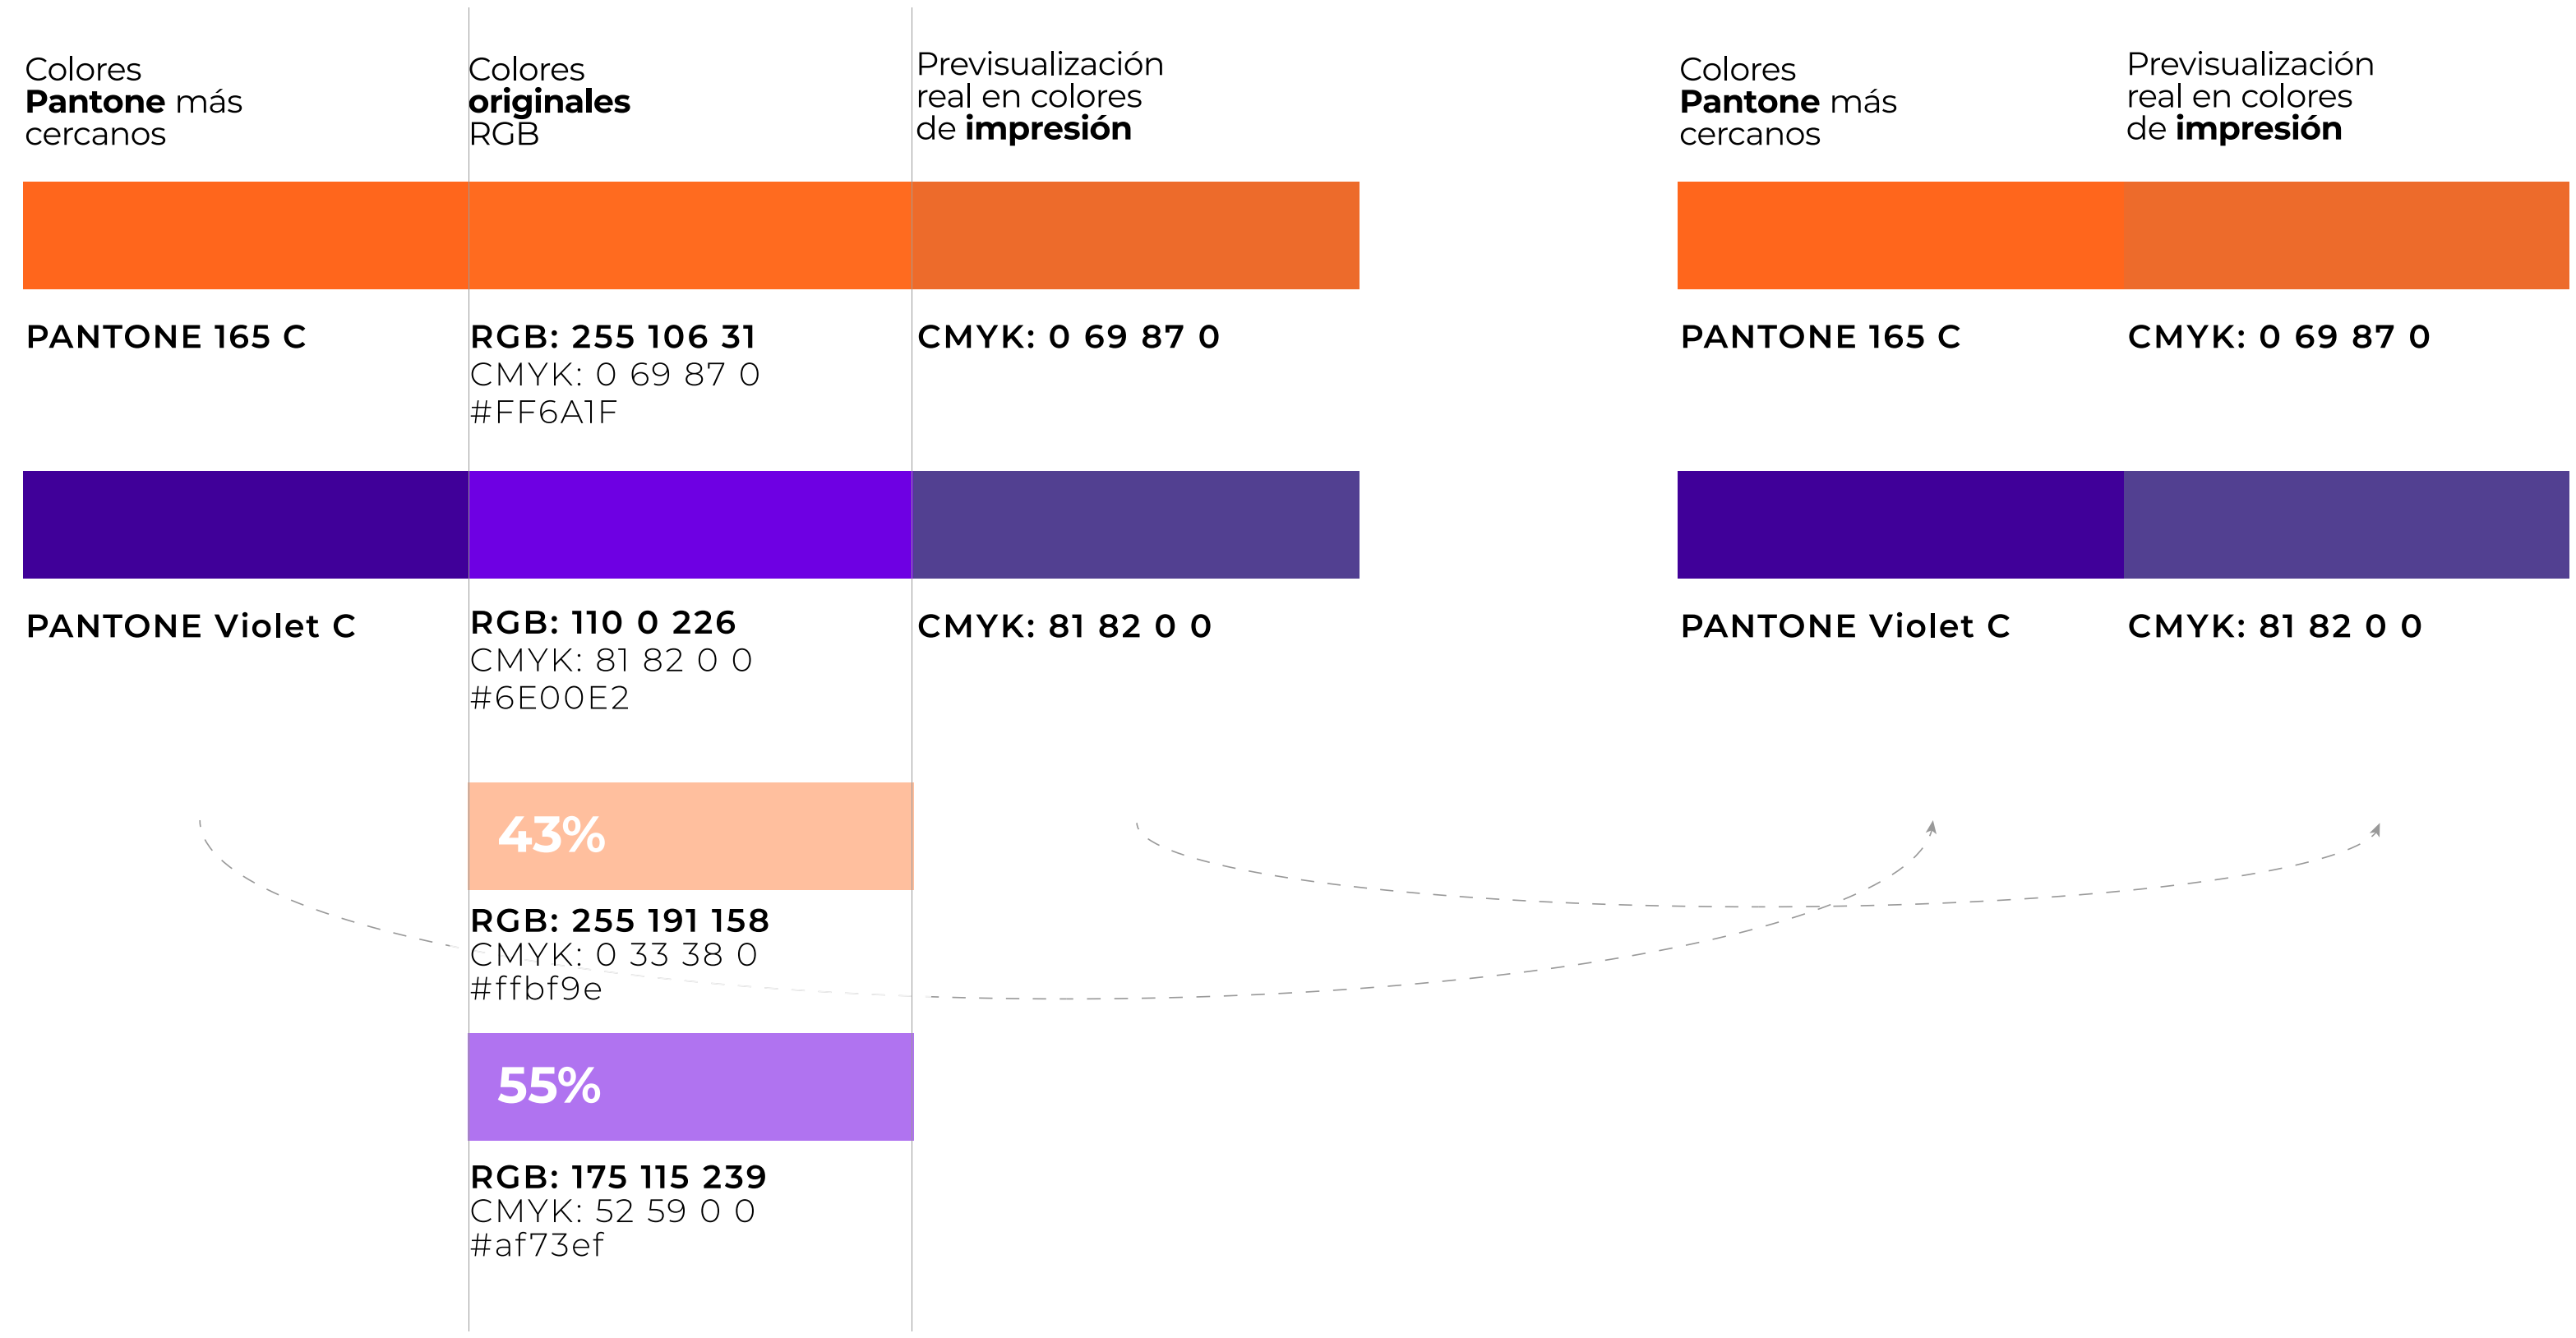 Colores
Pantone más
cercanos
Colores
originales
RGB
Previsualización
real en colores
de impresión
Colores
Pantone más
cercanos
Previsualización
real en colores
de impresión
PANTONE 165 C
RGB: 255 106 31
CMYK: 0 69 87 0
#FF6A1F
CMYK: 0 69 87 0
PANTONE 165 C
CMYK: 0 69 87 0
PANTONE Violet C
RGB: 110 0 226
CMYK: 81 82 0 0
#6E00E2
CMYK: 81 82 0 0
PANTONE Violet C
CMYK: 81 82 0 0
43%
RGB: 255 191 158
CMYK: 0 33 38 0
#ffbf9e
55%
RGB: 175 115 239
CMYK: 52 59 0 0
#af73ef